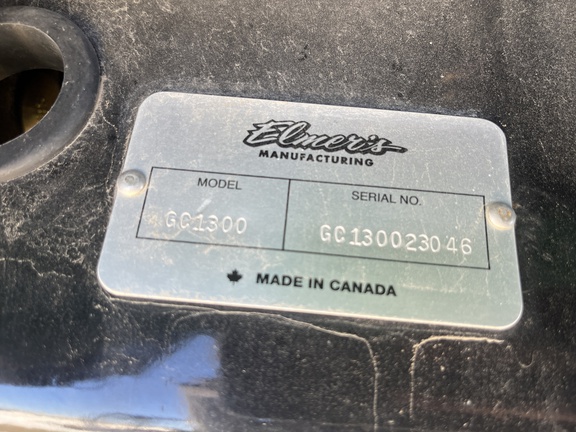 Elmer's
MANUFACTURING
MODEL
GC1300
SERIAL NO.
GC130023046
MADE IN CANADA